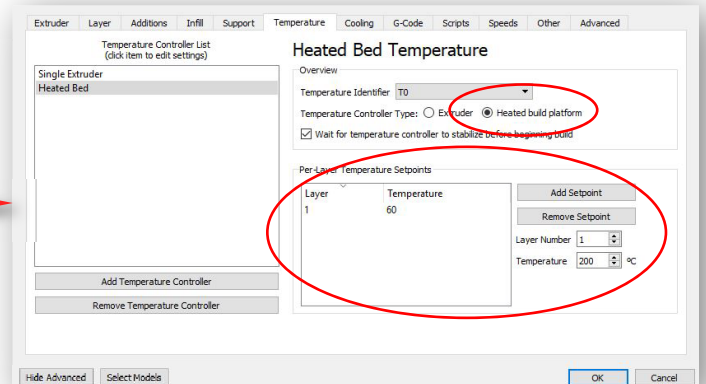 Extruder Layer Additions Infill Support Temperature Cooling G-Code Scripts Speeds Other Advanced
Temperature Controller List
(click item to edit settings)
Single Extruder
Heated Bed
Add Temperature Controller
Remove Temperature Controller
Heated Bed Temperature
Overview
Temperature Identifier T0
Temperature Controller Type: Extruder Heated build platform
Wait for temperature controller to stabilize before beginning build
Per-Layer Temperature Setpoints
Layer Temperature
1 60
Add Setpoint
Remove Setpoint
Layer Number 1
Temperature 200 ºC
Hide Advanced Select Models OK Cancel